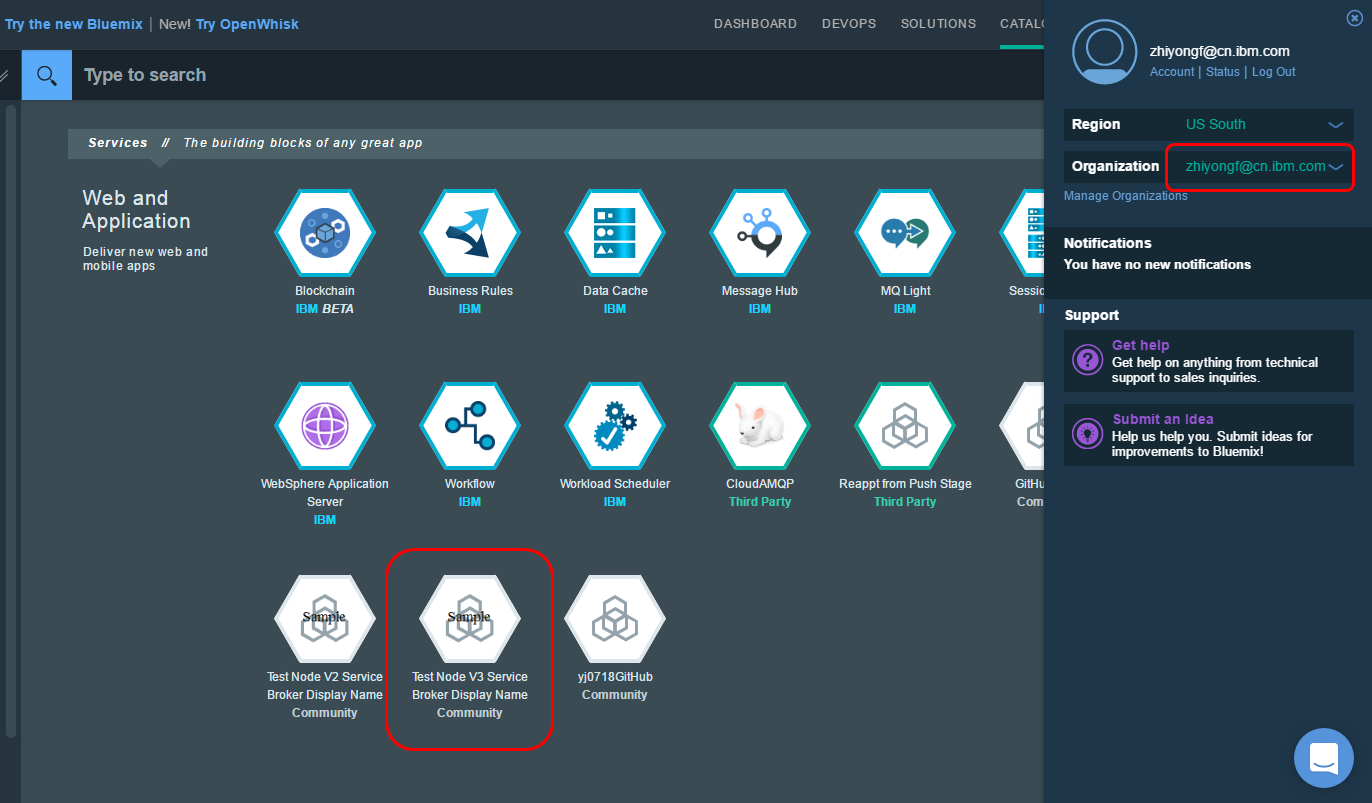 Try the new Bluemix | New! Try OpenWhisk
DASHBOARD DEVOPS SOLUTIONS CATALO
Type to search
Services // The building blocks of any great app
Web and
Application
Deliver new web and
mobile apps
Blockchain
IBM BETA
Business Rules
IBM
Data Cache
IBM
Message Hub
IBM
MQ Light
IBM
Sessio
I
WebSphere Application
Server
IBM
Workflow
IBM
Workload Scheduler
IBM
CloudAMQP
Third Party
Reappt from Push Stage
Third Party
GitHu
Com
Sample
Test Node V2 Service
Broker Display Name
Community
Sample
Test Node V3 Service
Broker Display Name
Community
yj0718GitHub
Community
zhiyongf@cn.ibm.com
Account | Status | Log Out
Region US South
Organization zhiyongf@cn.ibm.com
Manage Organizations
Notifications
You have no new notifications
Support
Get help
Get help on anything from technical
support to sales inquiries.
Submit an Idea
Help us help you. Submit ideas for
improvements to Bluemix!